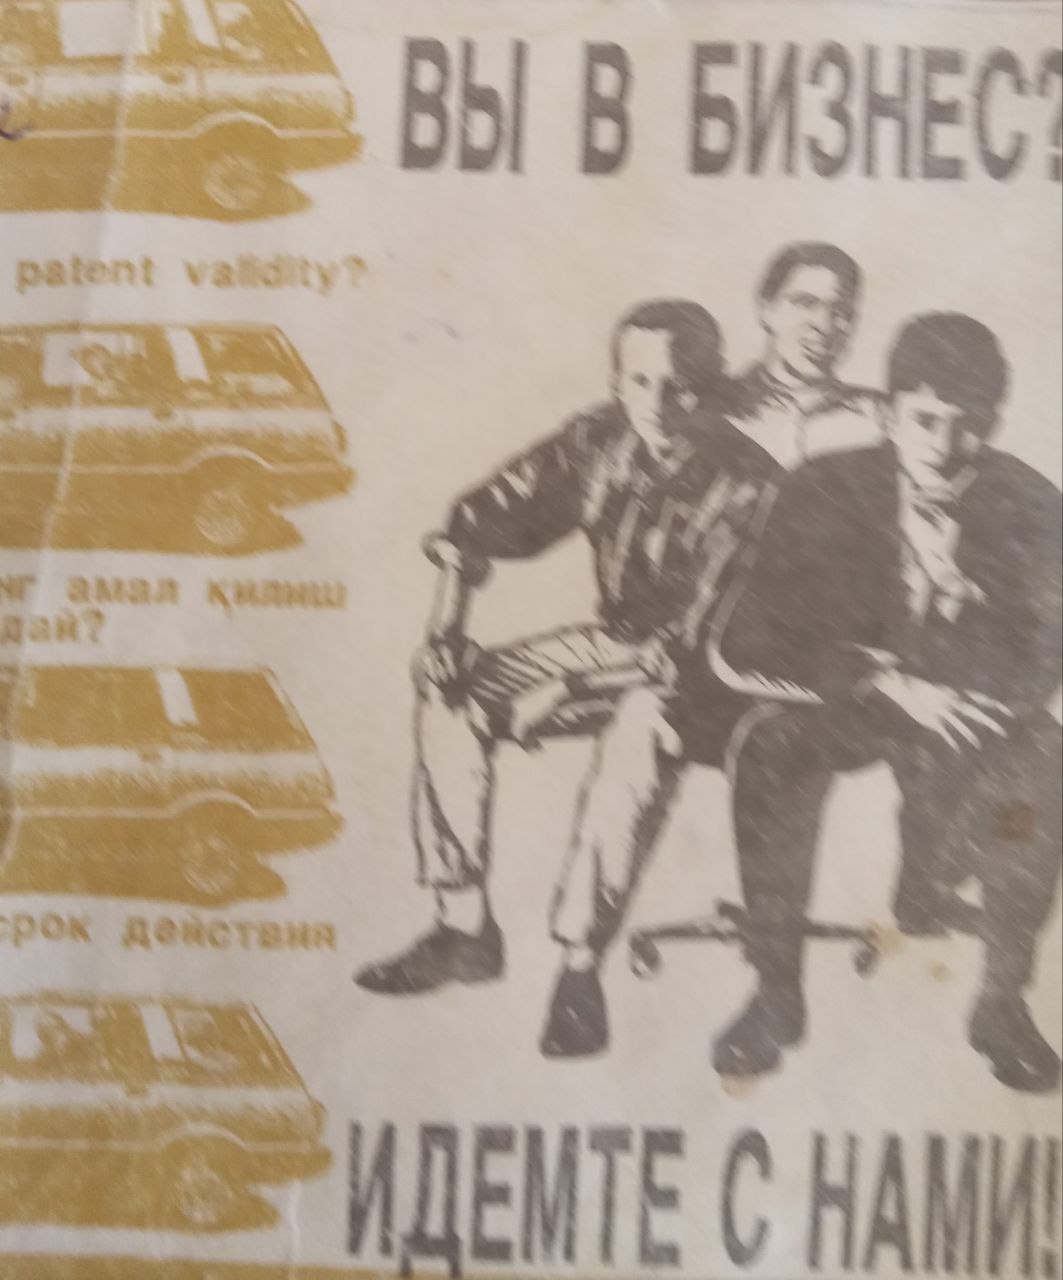 ВЫ В БИЗНЕС?
patent validity?
нг амал қилиш
дай?
срок действия
ИДЕМТЕ С НАМИ!